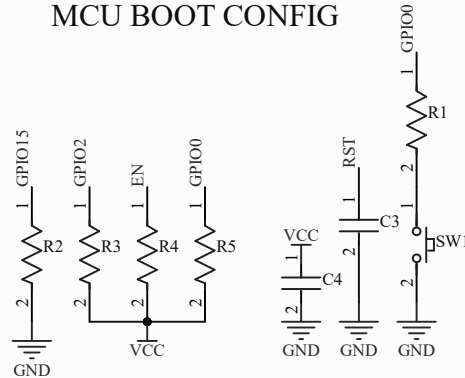 MCU BOOT CONFIG
GPIO15
1
R2
2
GND
GPIO2
1
R3
2
EN
1
R4
2
VCC
GPIO0
1
R5
2
VCC
1
C4
2
GND
RST
1
C3
2
GND
GPIO0
1
R1
2
1
SW1
2
GND